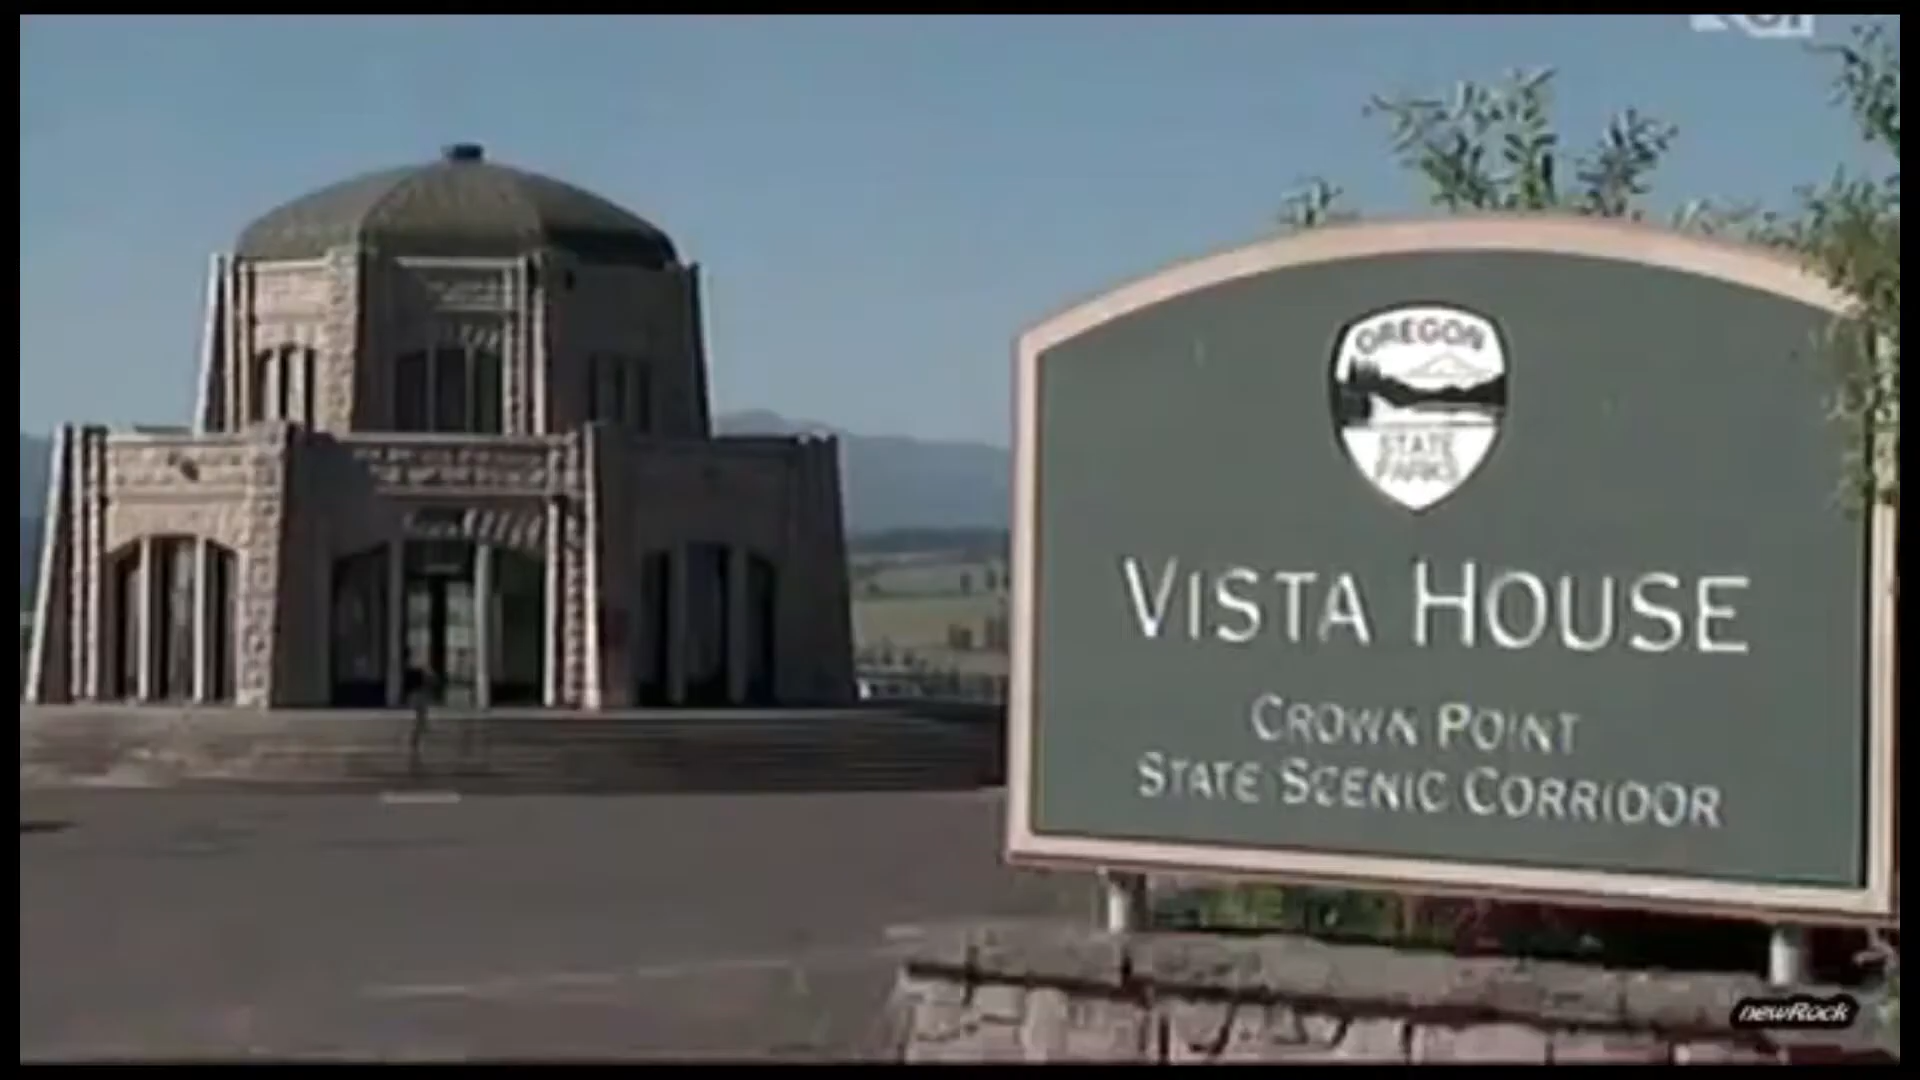 OREGON
STATE
PARKS
VISTA HOUSE
CROWN POINT
STATE SCENIC CORRIDOR
newRock